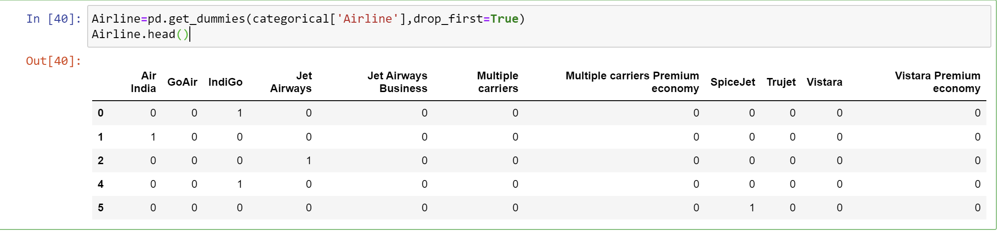 In [40]: Airline=pd.get_dummies(categorical['Airline'],drop_first=True)
Airline.head()
Out[40]:
Air India GoAir IndiGo Jet Airways Jet Airways Business Multiple carriers Multiple carriers Premium economy SpiceJet Trujet Vistara Vistara Premium economy
0 0 0 1 0 0 0 0 0 0 0 0
1 1 0 0 0 0 0 0 0 0 0 0
2 0 0 0 1 0 0 0 0 0 0 0
4 0 0 1 0 0 0 0 0 0 0 0
5 0 0 0 0 0 0 0 1 0 0 0